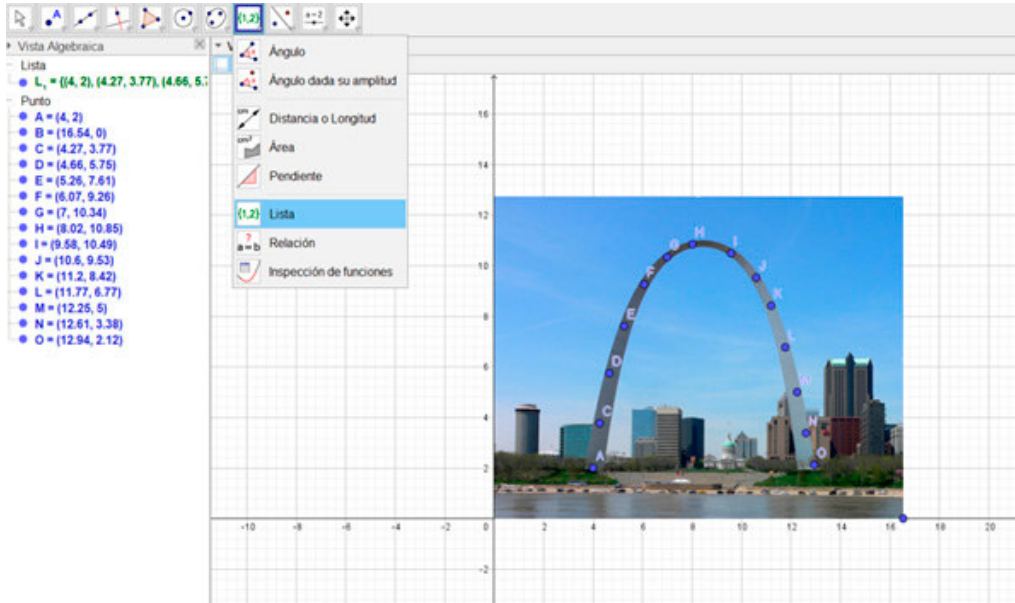 {1,2}
a=2
Vista Algebraica
V
Lista
L₁ = {(4, 2), (4.27, 3.77), (4.66, 5.7
Punto
A = (4, 2)
B = (16.54, 0)
C = (4.27, 3.77)
D = (4.66, 5.75)
E = (5.26, 7.61)
F = (6.07, 9.26)
G = (7, 10.34)
H = (8.02, 10.85)
I = (9.58, 10.49)
J = (10.6, 9.53)
K = (11.2, 8.42)
L = (11.77, 6.77)
M = (12.25, 5)
N = (12.61, 3.38)
O = (12.94, 2.12)
Ángulo
Ángulo dada su amplitud
cm
Distancia o Longitud
cm²
Área
Pendiente
{1,2} Lista
?
a=b Relación
Inspección de funciones
16
14
12
10
8
6
4
2
0
-2
-10 -8 -6 -4 -2 2 4 6 8 10 12 14 16 18 20
A
C
D
E
F
G
H
I
J
K
L
M
N
O